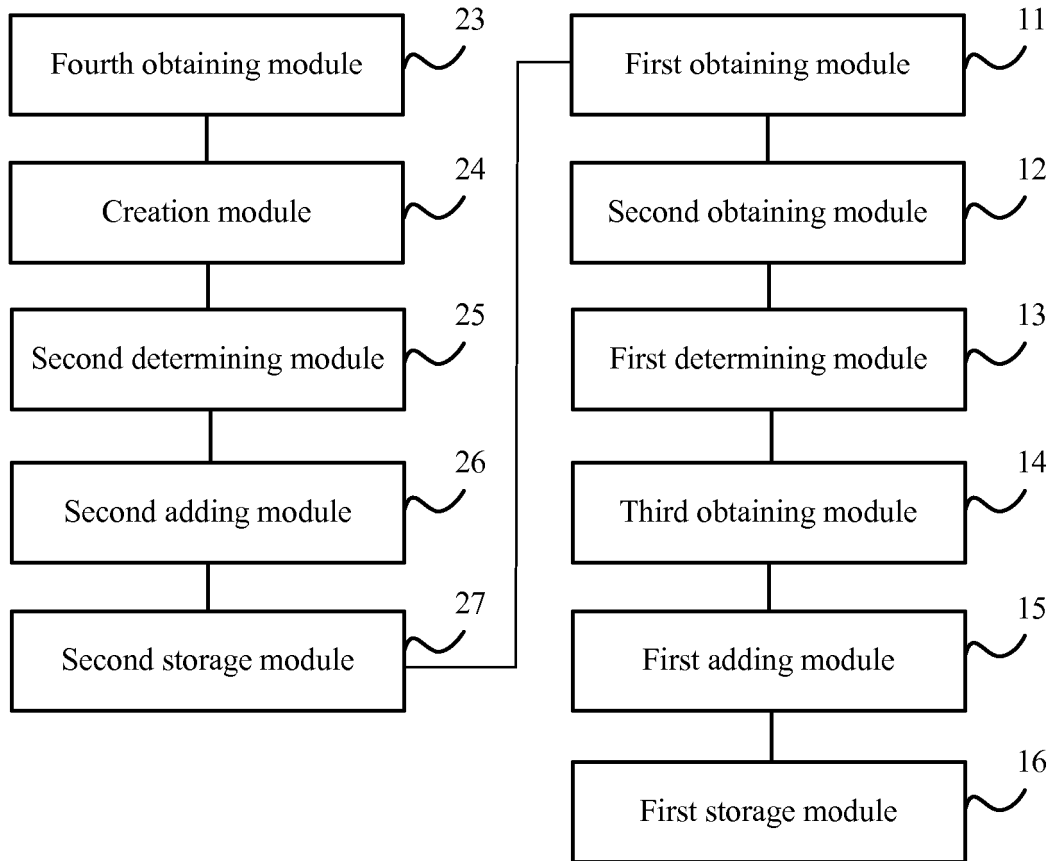 23
Fourth obtaining module
24
Creation module
25
Second determining module
26
Second adding module
27
Second storage module
11
First obtaining module
12
Second obtaining module
13
First determining module
14
Third obtaining module
15
First adding module
16
First storage module